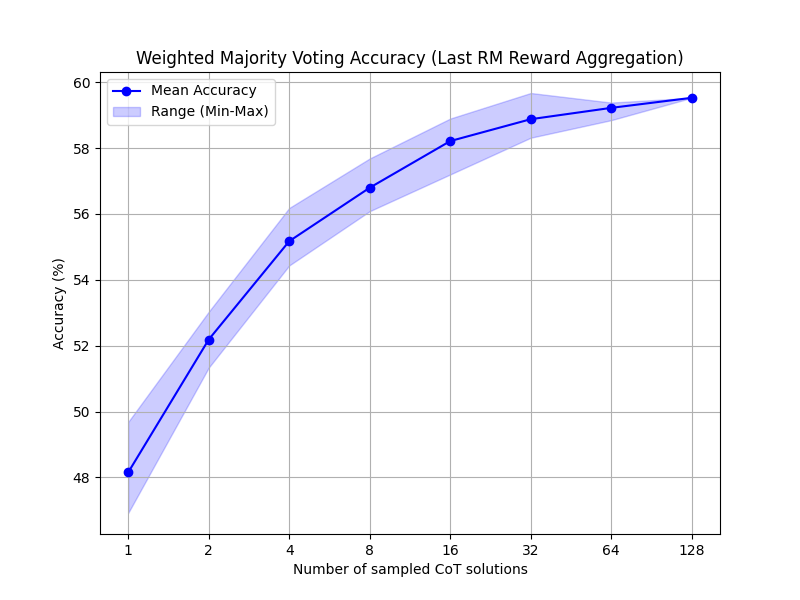 Weighted Majority Voting Accuracy (Last RM Reward Aggregation)
Mean Accuracy
Range (Min-Max)
Accuracy (%)
60
58
56
54
52
50
48
1 2 4 8 16 32 64 128
Number of sampled CoT solutions